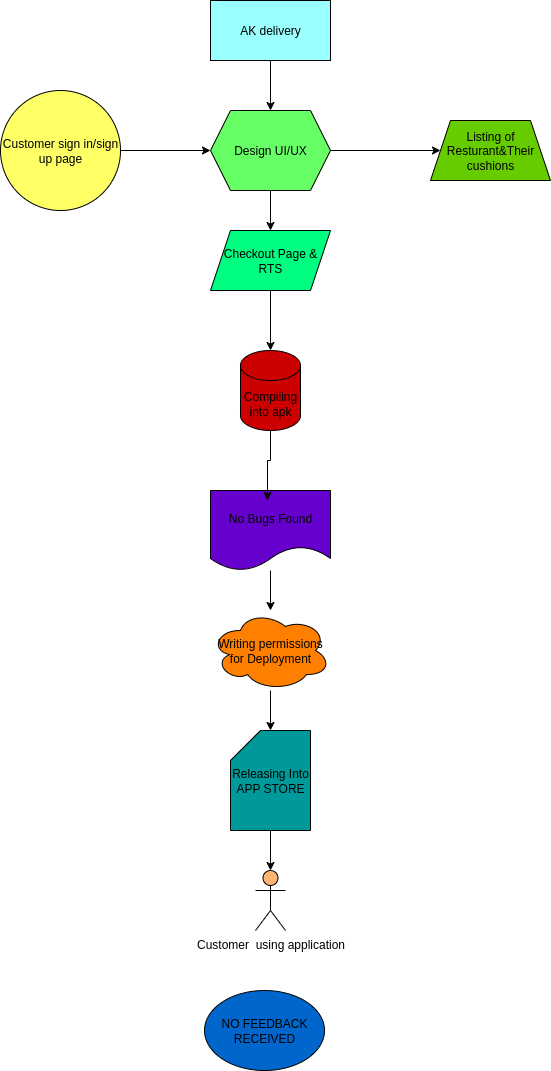 AK delivery
Customer sign in/sign
up page
Design UI/UX
Listing of
Resturant&Their
cushions
Checkout Page &
RTS
Compiling
into apk
No Bugs Found
Writing permissions
for Deployment
Releasing Into
APP STORE
Customer  using application
NO FEEDBACK
RECEIVED